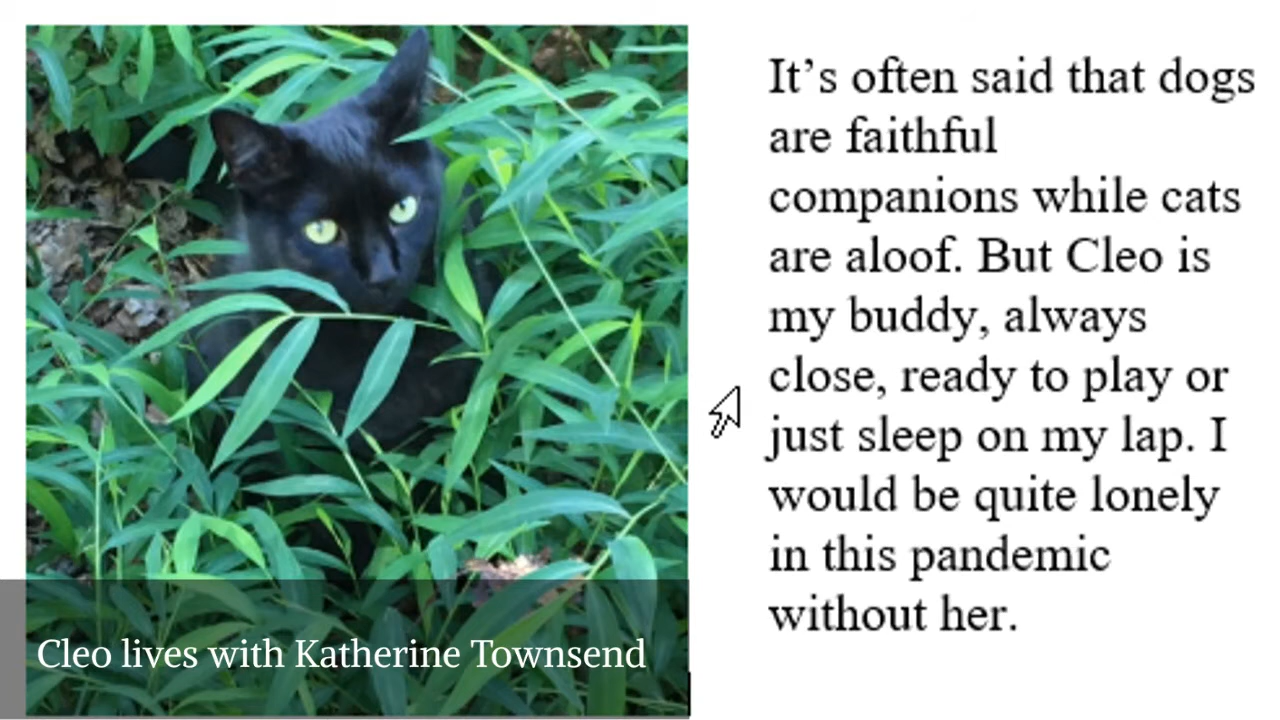 It’s often said that dogs
are faithful
companions while cats
are aloof. But Cleo is
my buddy, always
close, ready to play or
just sleep on my lap. I
would be quite lonely
in this pandemic
without her.
Cleo lives with Katherine Townsend